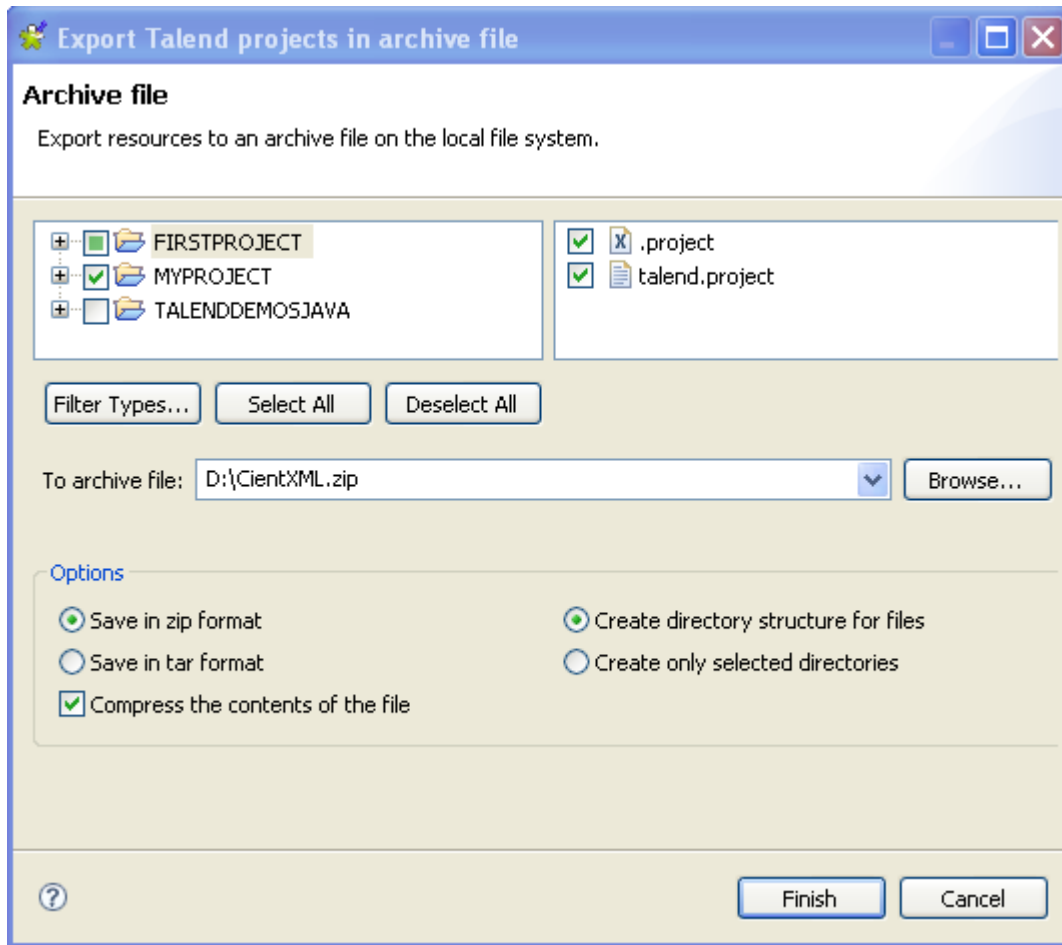 Export Talend projects in archive file
Archive file
Export resources to an archive file on the local file system.
FIRSTPROJECT
MYPROJECT
TALENDDEMOSJAVA
X .project
talend.project
Filter Types...
Select All
Deselect All
To archive file:
D:\CientXML.zip
Browse...
Options
Save in zip format
Create directory structure for files
Save in tar format
Create only selected directories
Compress the contents of the file
?
Finish
Cancel